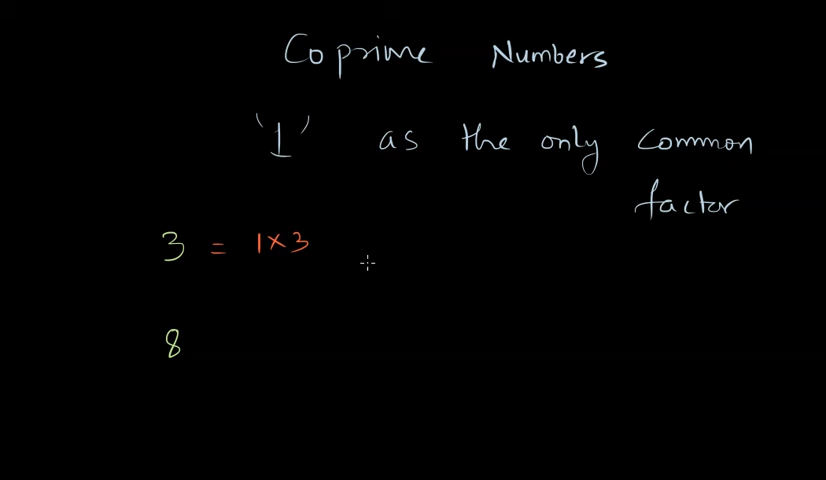 Coprime Numbers
'1' as the only common
factor
3 = 1×3
8